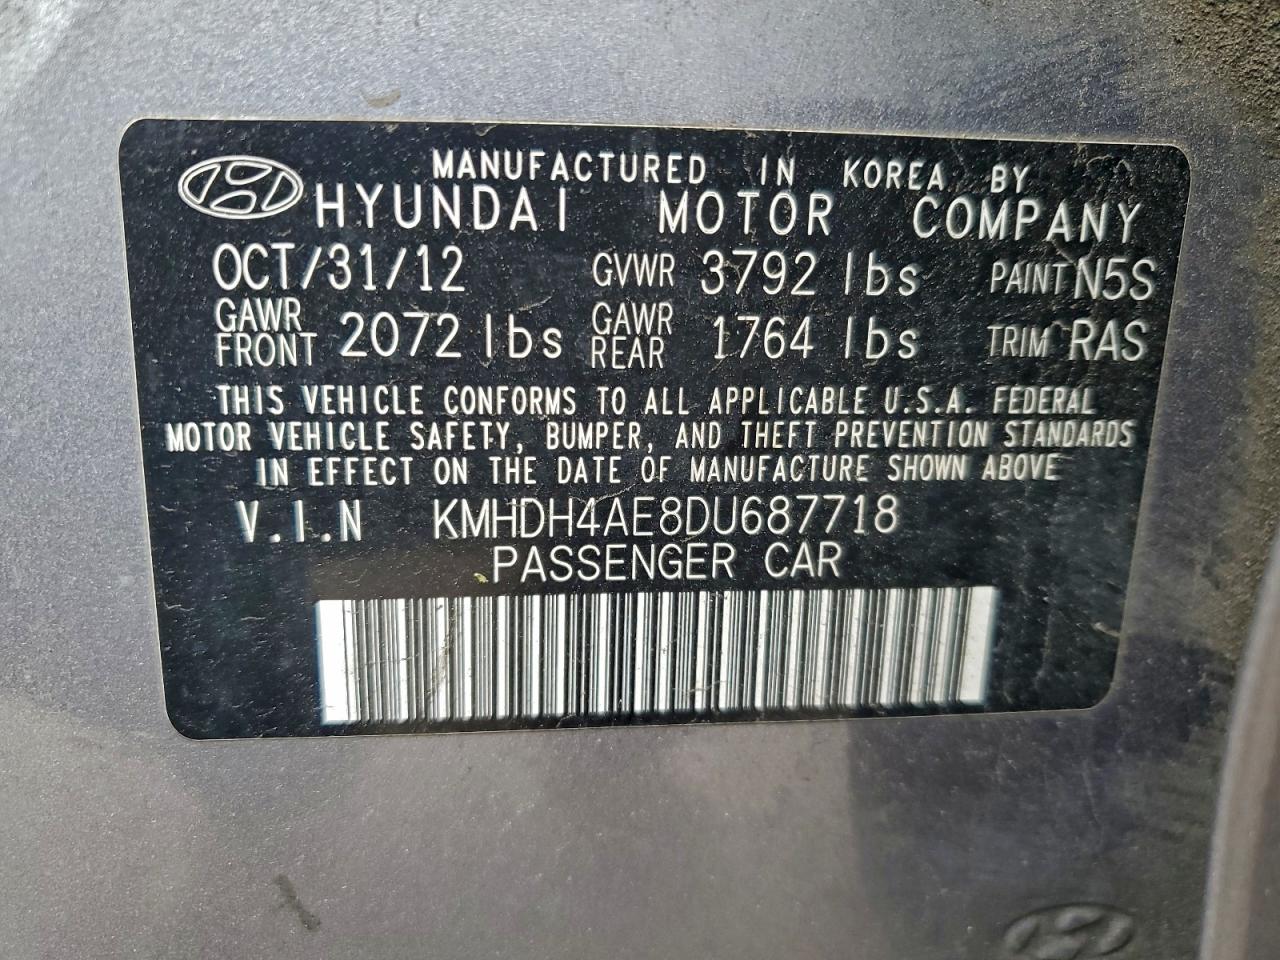 MANUFACTURED IN KOREA BY
HYUNDAI MOTOR COMPANY
OCT/31/12 GVWR 3792 lbs PAINT N5S
GAWR FRONT 2072 lbs GAWR REAR 1764 lbs TRIM RAS
THIS VEHICLE CONFORMS TO ALL APPLICABLE U.S.A. FEDERAL
MOTOR VEHICLE SAFETY, BUMPER, AND THEFT PREVENTION STANDARDS
IN EFFECT ON THE DATE OF MANUFACTURE SHOWN ABOVE
V.I.N KMHDH4AE8DU687718
PASSENGER CAR